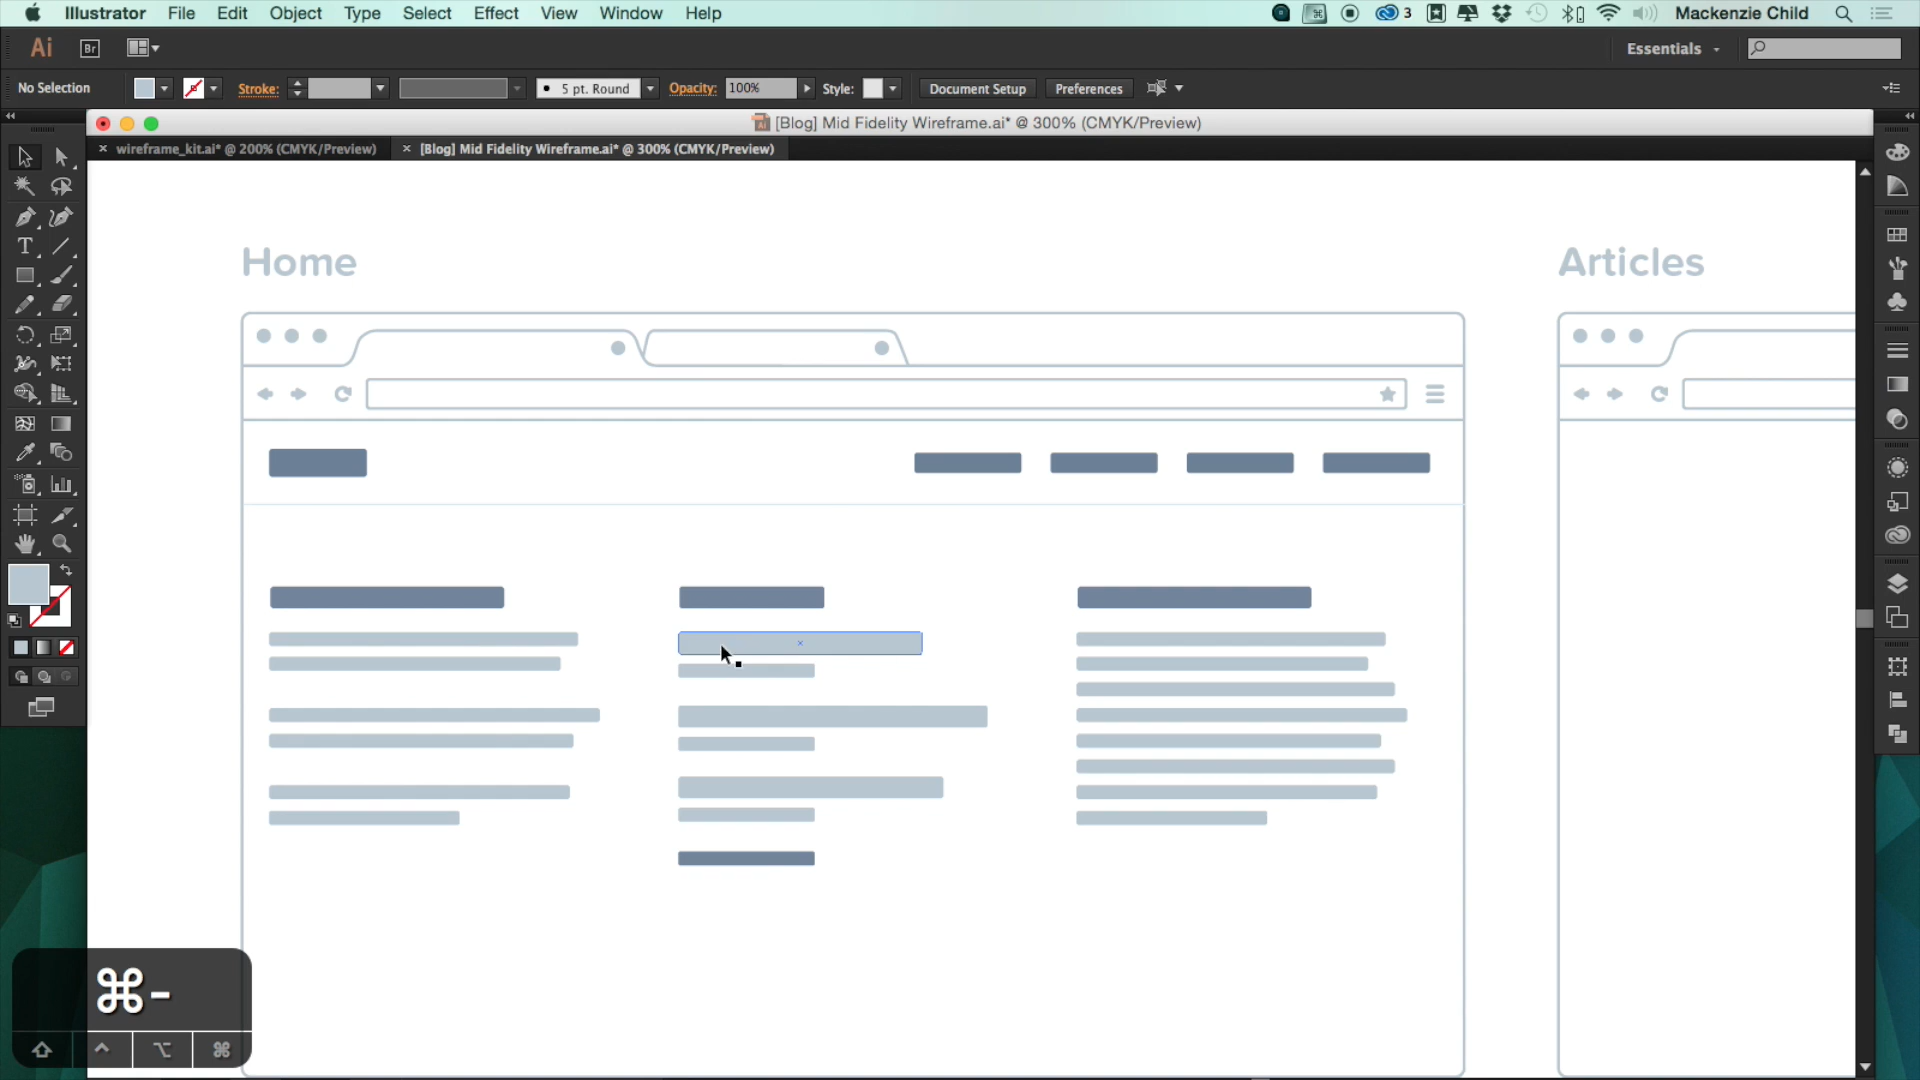 Illustrator File Edit Object Type Select Effect View Window Help
3 Mackenzie Child
Ai Br Essentials
No Selection Stroke: 5 pt. Round Opacity: 100% Style: Document Setup Preferences
[Blog] Mid Fidelity Wireframe.ai* @ 300% (CMYK/Preview)
× wireframe_kit.ai* @ 200% (CMYK/Preview) × [Blog] Mid Fidelity Wireframe.ai* @ 300% (CMYK/Preview)
Home
Articles
⌘-